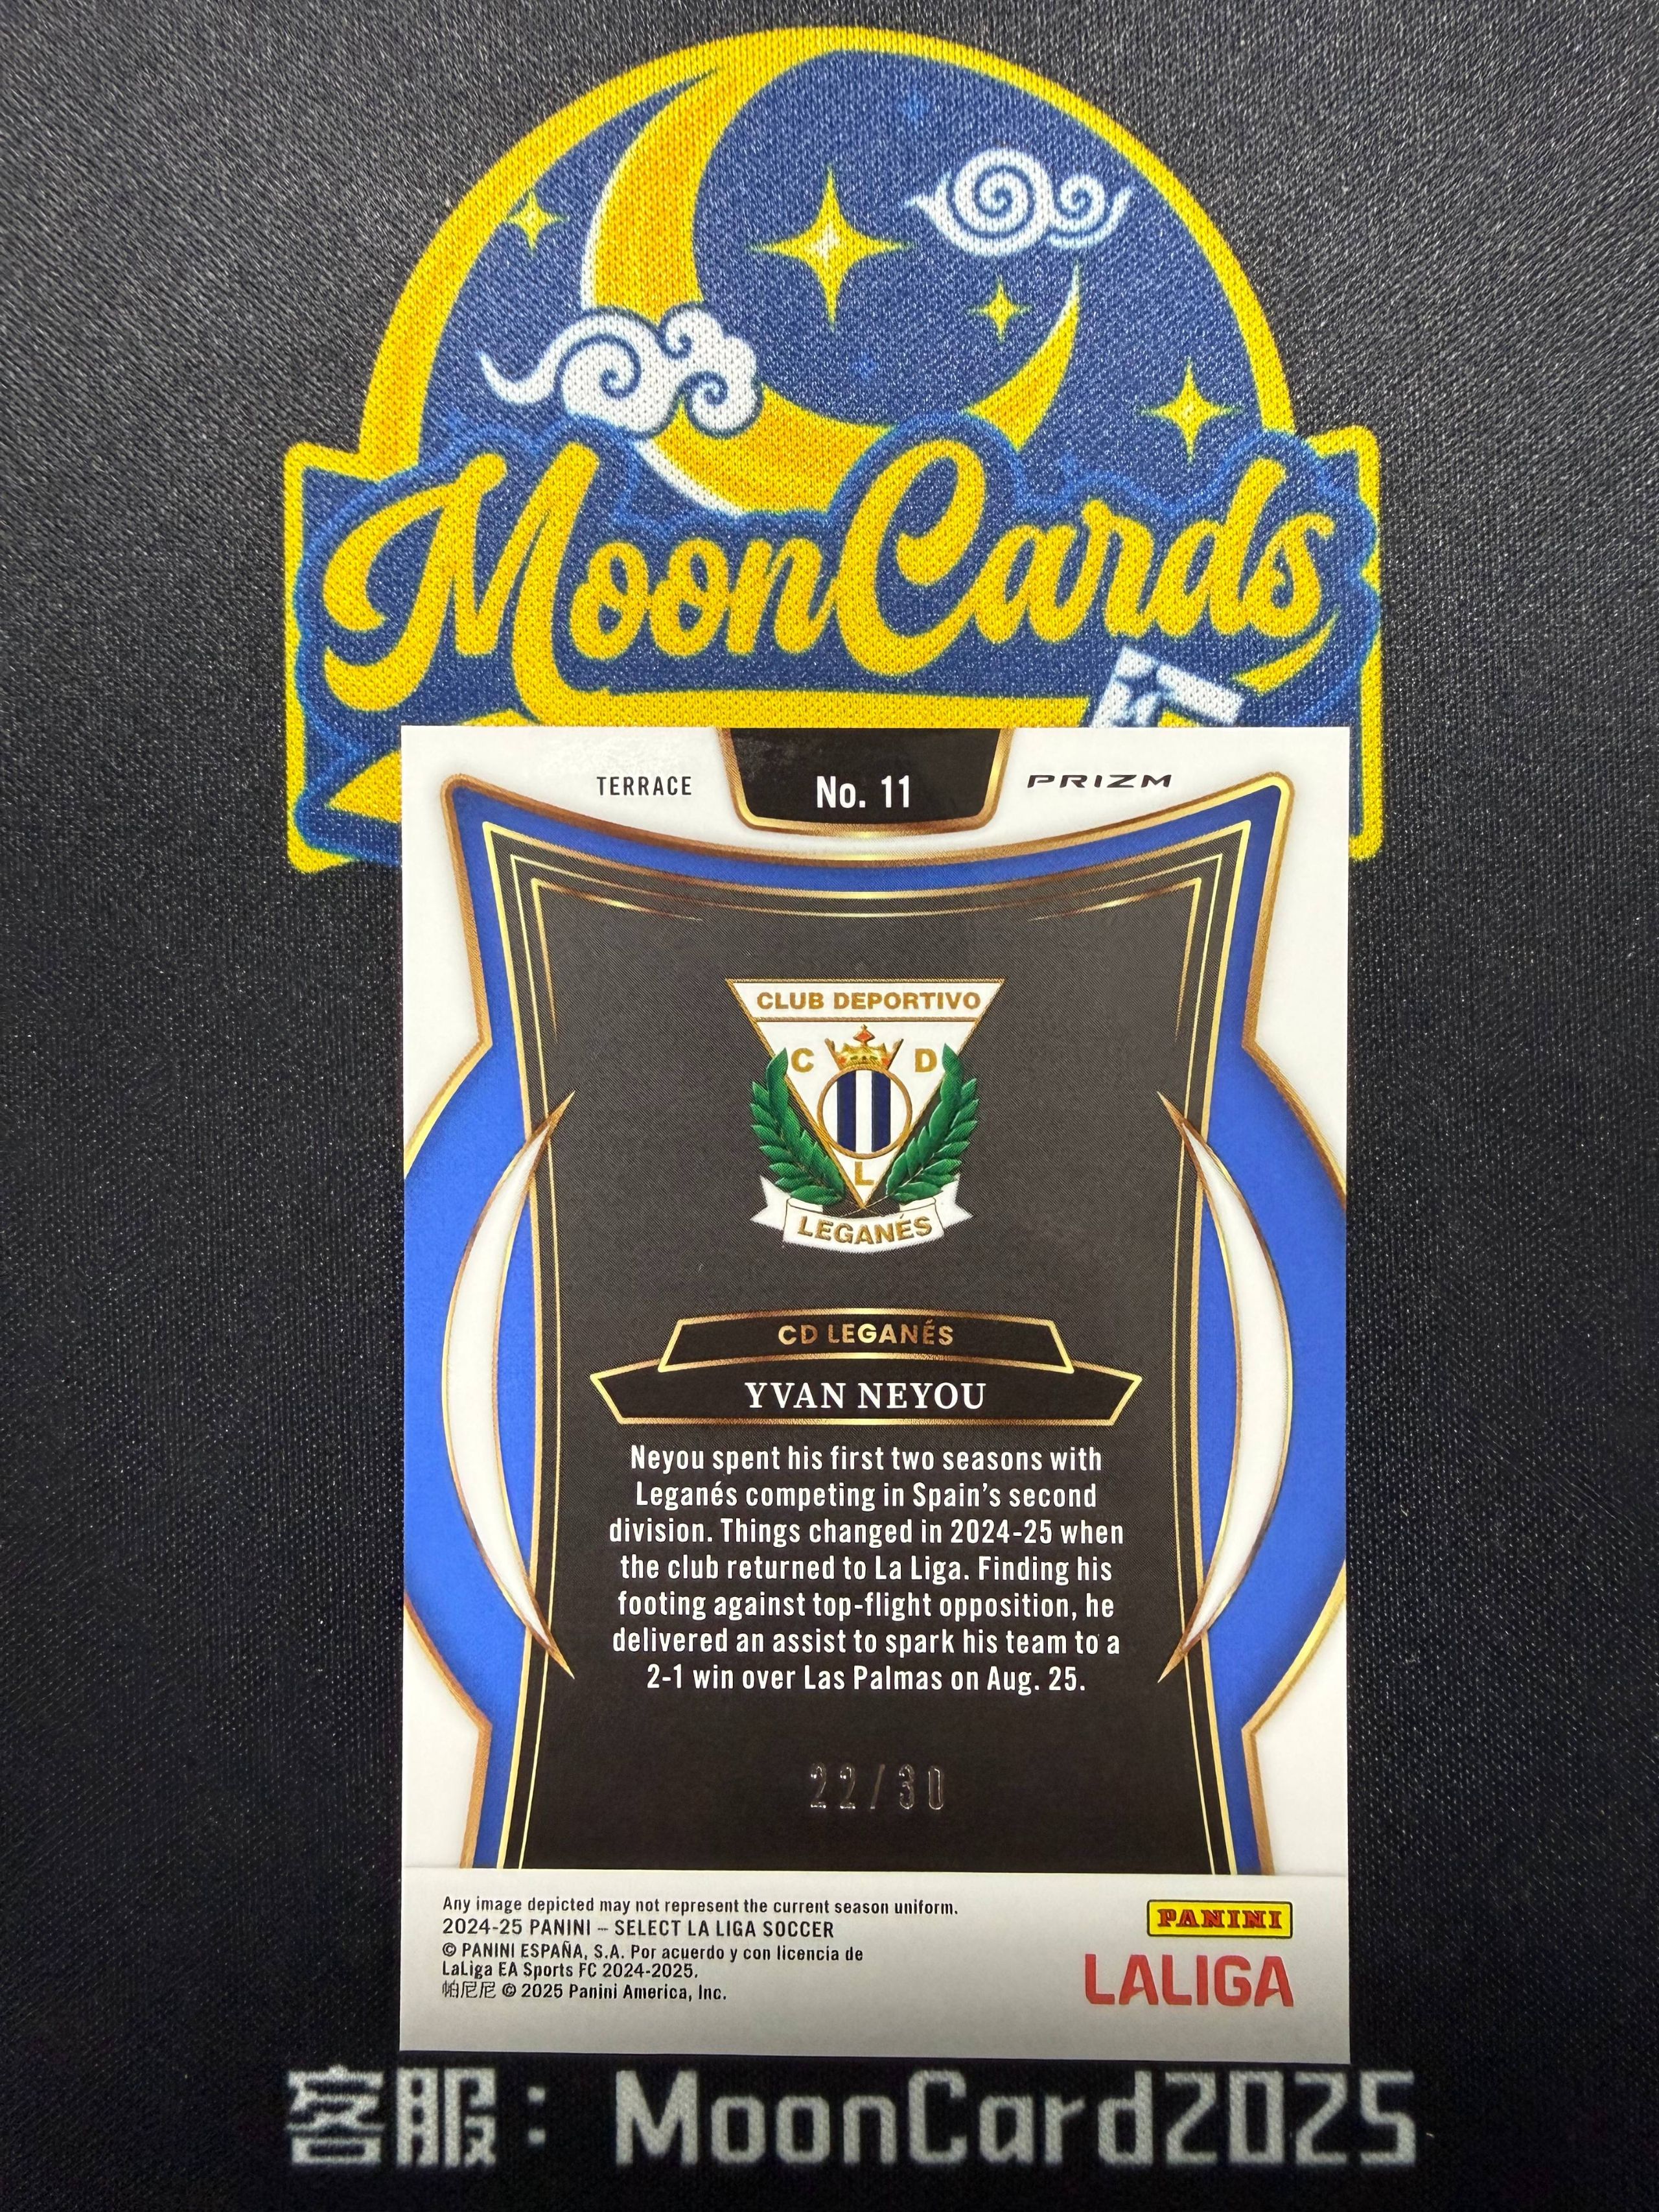 MoonCards
TERRACE
No. 11
PRIZM
CLUB DEPORTIVO
C D
L
LEGANÉS
CD LEGANÉS
YVAN NEYOU
Neyou spent his first two seasons with
Leganés competing in Spain's second
division. Things changed in 2024-25 when
the club returned to La Liga. Finding his
footing against top-flight opposition, he
delivered an assist to spark his team to a
2-1 win over Las Palmas on Aug. 25.
22/30
Any image depicted may not represent the current season uniform.
2024-25 PANINI – SELECT LA LIGA SOCCER
© PANINI ESPAÑA, S.A. Por acuerdo y con licencia de
LaLiga EA Sports FC 2024-2025.
帕尼尼 © 2025 Panini America, Inc.
PANINI
LALIGA
客服：MoonCard2025